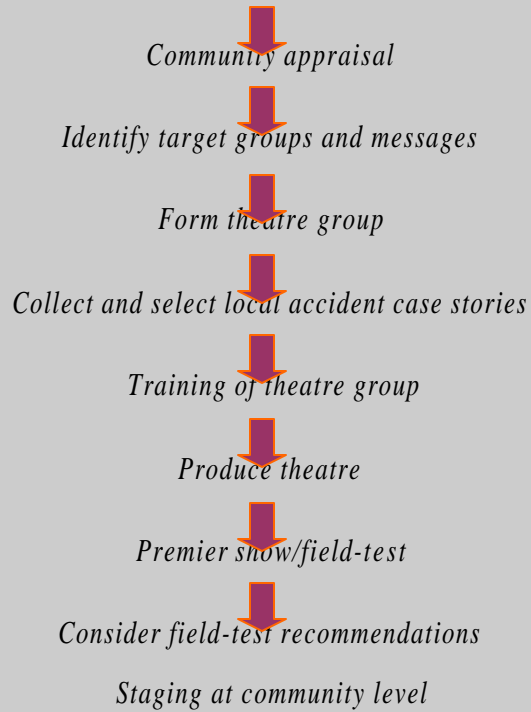 Community appraisal
Identify target groups and messages
Form theatre group
Collect and select local accident case stories
Training of theatre group
Produce theatre
Premier show/field-test
Consider field-test recommendations
Staging at community level